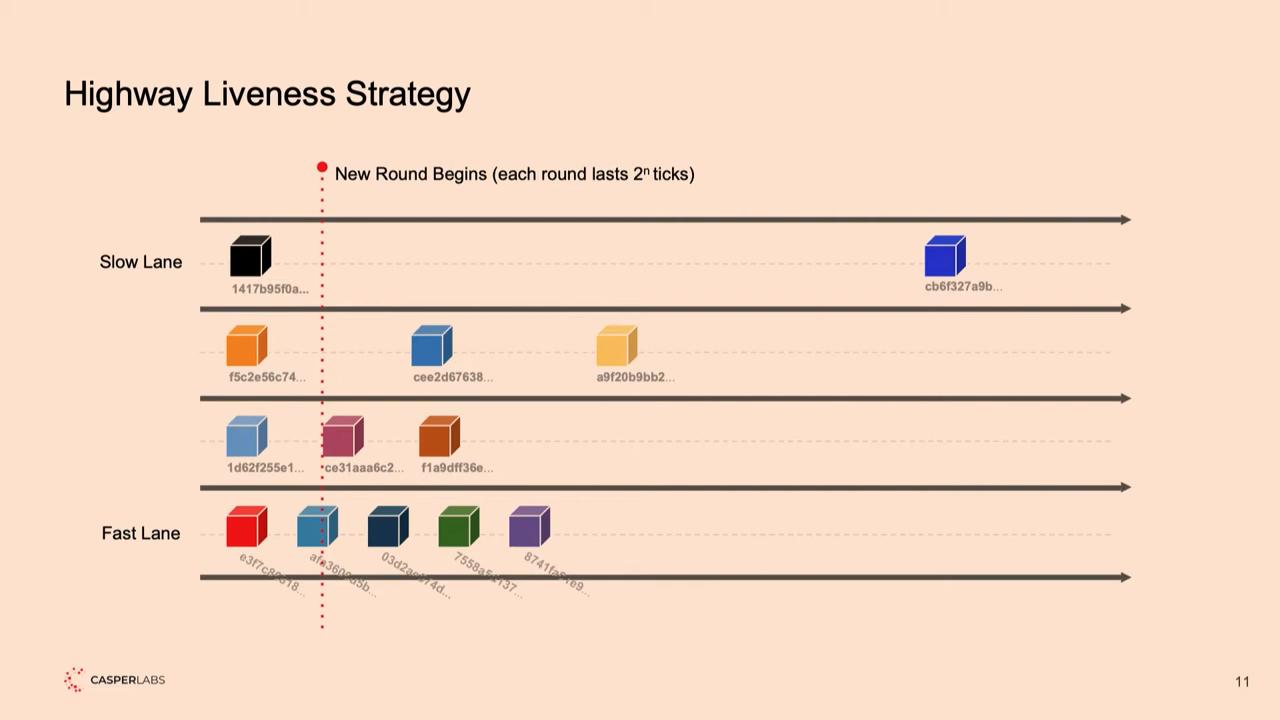 Highway Liveness Strategy
New Round Begins (each round lasts 2ⁿ ticks)
Slow Lane
1417b95f0a...
cb6f327a9b...
f5c2e56c74...
cee2d67638...
a9f20b9bb2...
1d62f255e1...
ce31aaa6c2...
f1a9dff36e...
Fast Lane
CASPERLABS
11